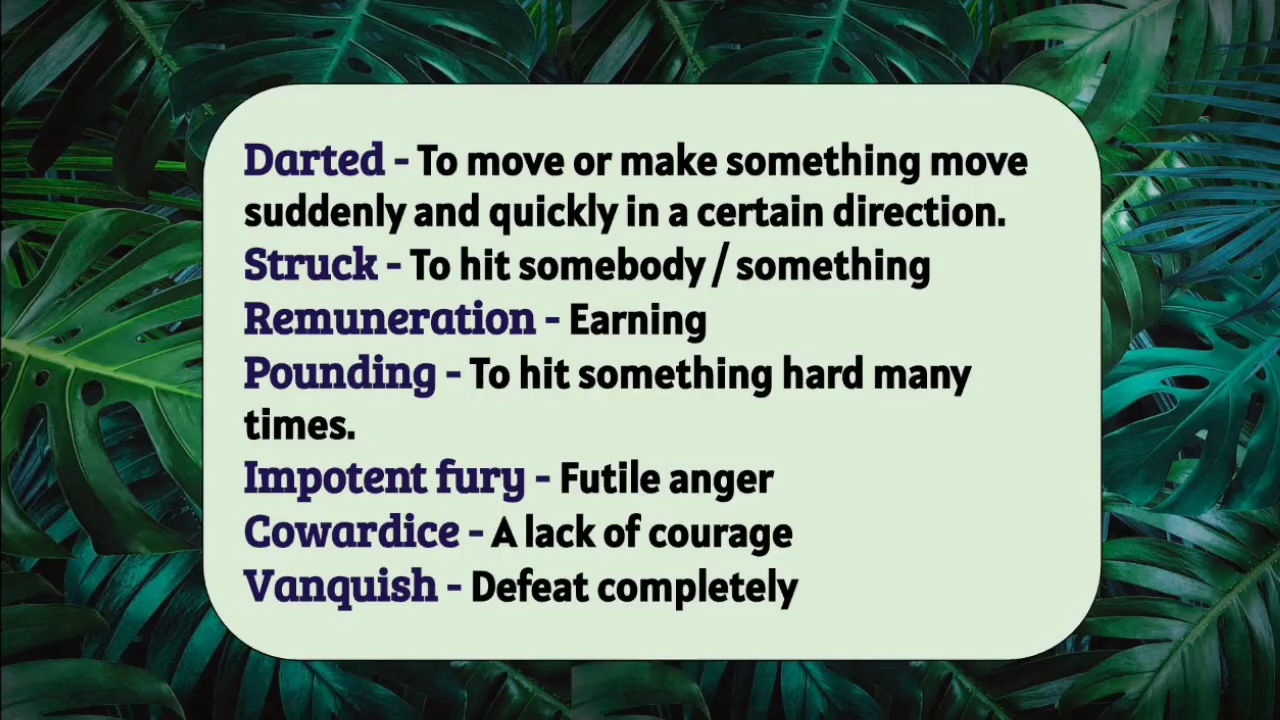 Darted - To move or make something move
suddenly and quickly in a certain direction.
Struck - To hit somebody / something
Remuneration - Earning
Pounding - To hit something hard many
times.
Impotent fury - Futile anger
Cowardice - A lack of courage
Vanquish - Defeat completely